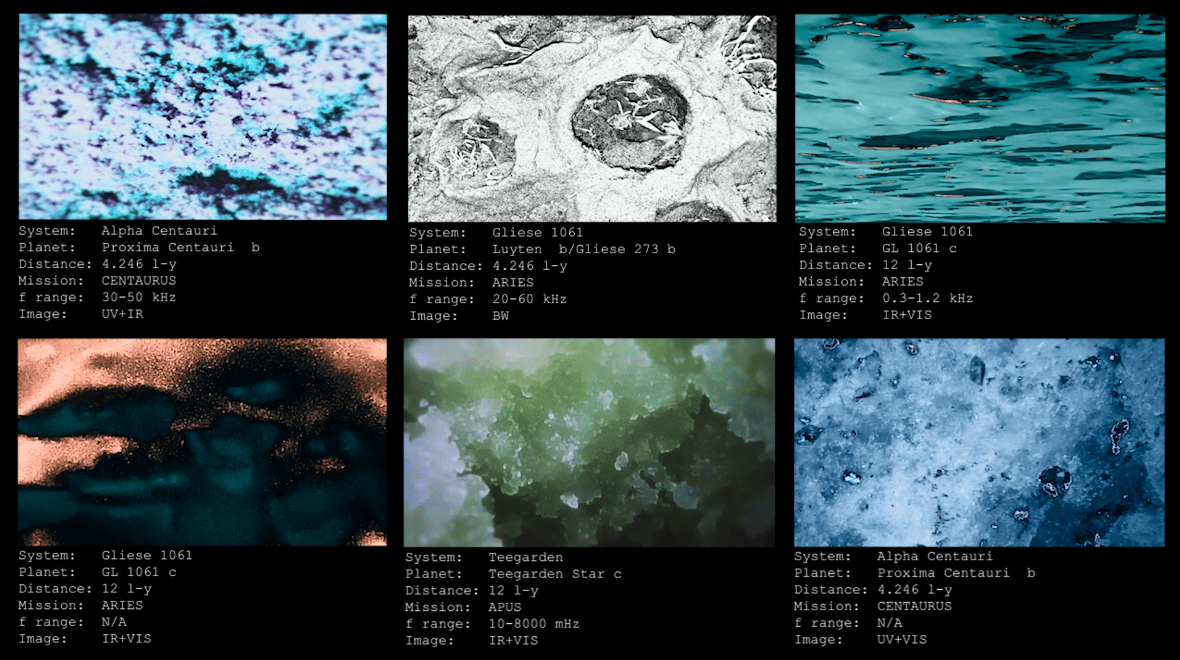 System: Alpha Centauri
Planet: Proxima Centauri b
Distance: 4.246 l-y
Mission: CENTAURUS
f range: 30-50 kHz
Image: UV+IR
System: Gliese 1061
Planet: Luyten b/Gliese 273 b
Distance: 4.246 l-y
Mission: ARIES
f range: 20-60 kHz
Image: BW
System: Gliese 1061
Planet: GL 1061 c
Distance: 12 l-y
Mission: ARIES
f range: 0.3-1.2 kHz
Image: IR+VIS
System: Gliese 1061
Planet: GL 1061 c
Distance: 12 l-y
Mission: ARIES
f range: N/A
Image: IR+VIS
System: Teegarden
Planet: Teegarden Star c
Distance: 12 l-y
Mission: APUS
f range: 10-8000 mHz
Image: IR+VIS
System: Alpha Centauri
Planet: Proxima Centauri b
Distance: 4.246 l-y
Mission: CENTAURUS
f range: N/A
Image: UV+VIS